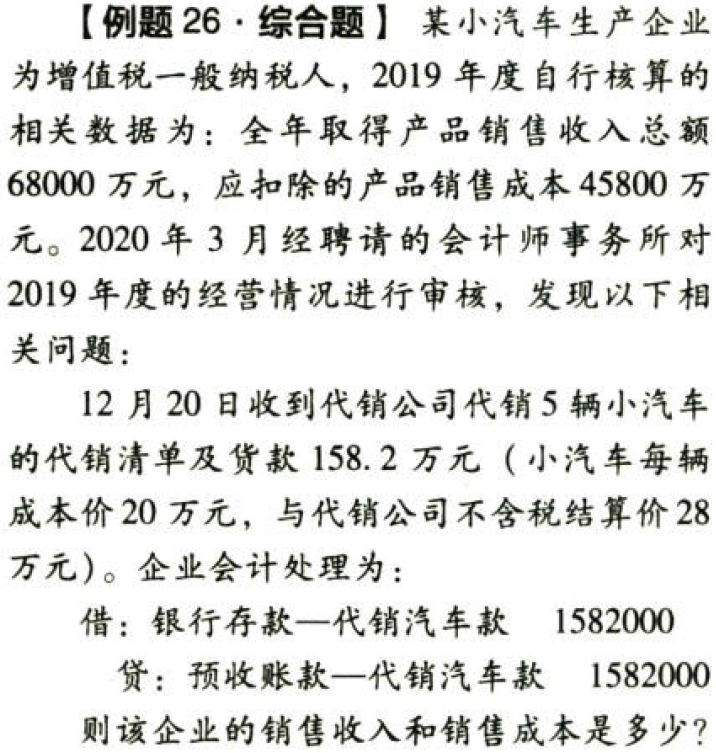 【例题 26·综合题】 某小汽车生产企业
为增值税一般纳税人，2019 年度自行核算的
相关数据为：全年取得产品销售收入总额
68000 万元，应扣除的产品销售成本 45800 万
元。2020 年 3 月经聘请的会计师事务所对
2019 年度的经营情况进行审核，发现以下相
关问题：
12 月 20 日收到代销公司代销 5 辆小汽车
的代销清单及货款 158.2 万元（小汽车每辆
成本价 20 万元，与代销公司不含税结算价 28
万元）。企业会计处理为：
借：银行存款—代销汽车款 1582000
贷：预收账款—代销汽车款 1582000
则该企业的销售收入和销售成本是多少？